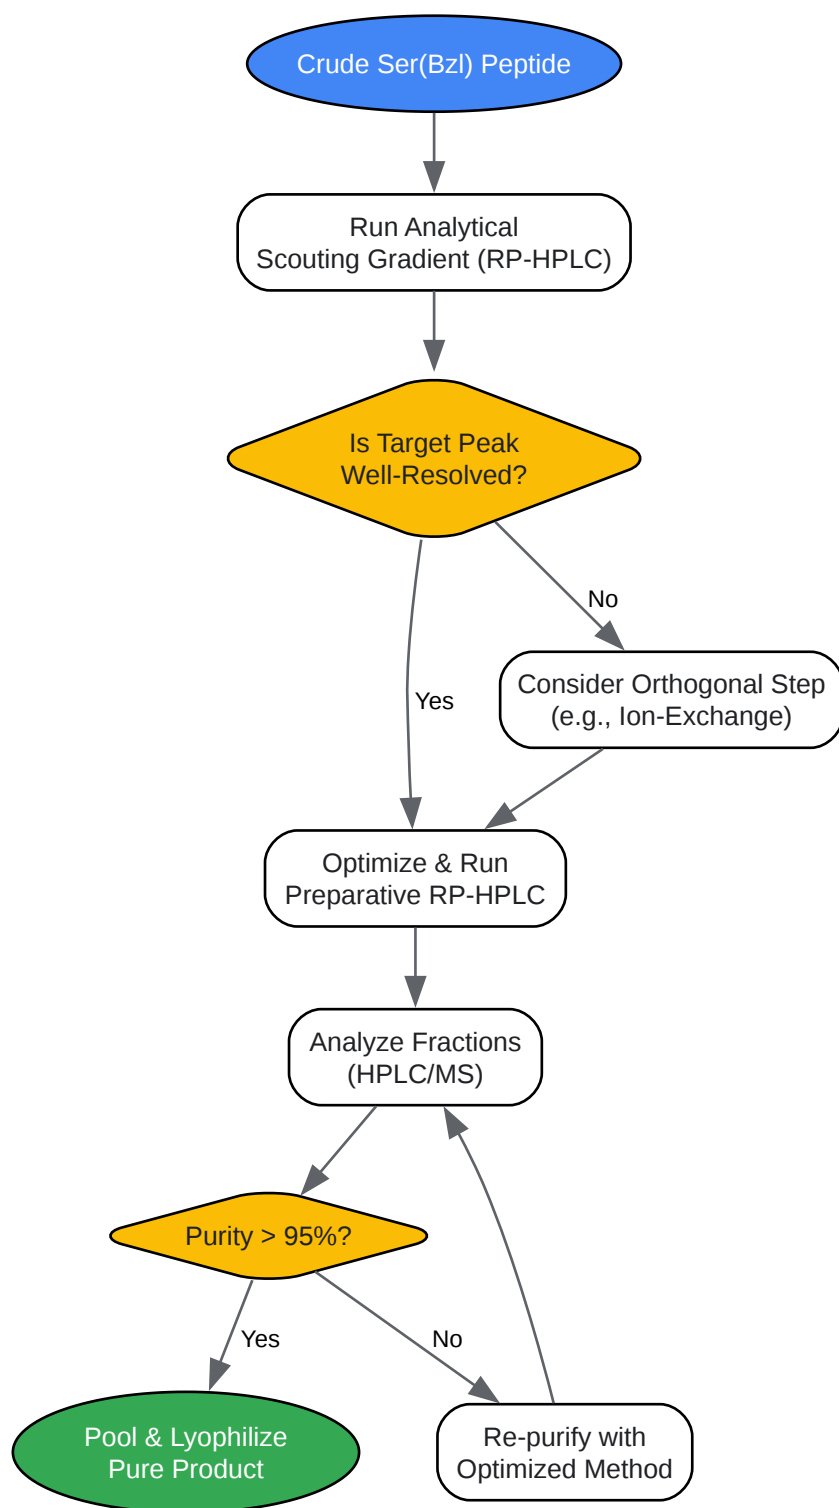 Crude Ser(Bzl) Peptide
Run Analytical
Scouting Gradient (RP-HPLC)
Is Target Peak
Well-Resolved?
No
Consider Orthogonal Step
(e.g., Ion-Exchange)
Yes
Optimize & Run
Preparative RP-HPLC
Analyze Fractions
(HPLC/MS)
Purity > 95%?
Yes
No
Pool & Lyophilize
Pure Product
Re-purify with
Optimized Method